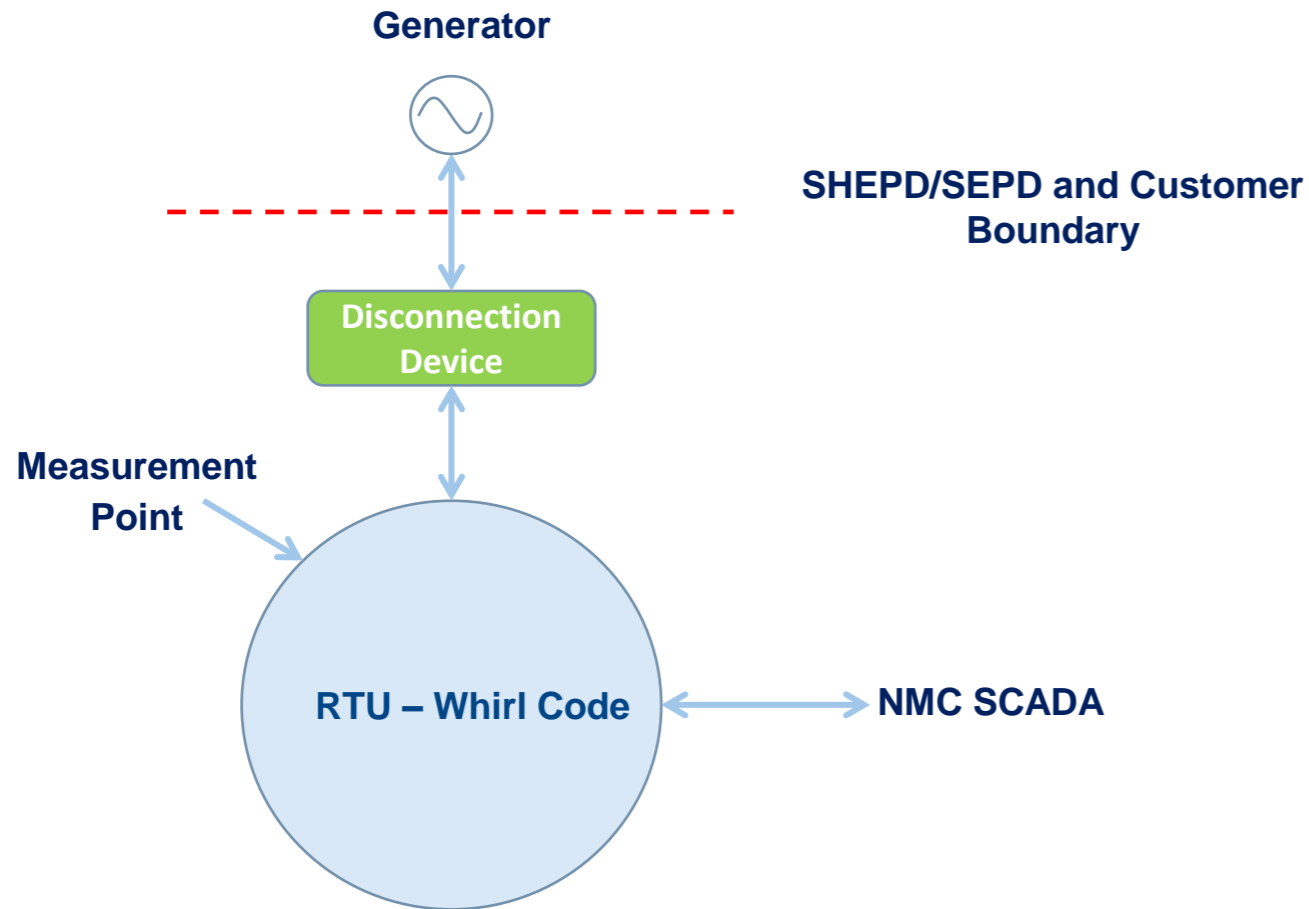 Generator
SHEPD/SEPD and Customer
Boundary
Disconnection
Device
Measurement
Point
RTU – Whirl Code
NMC SCADA